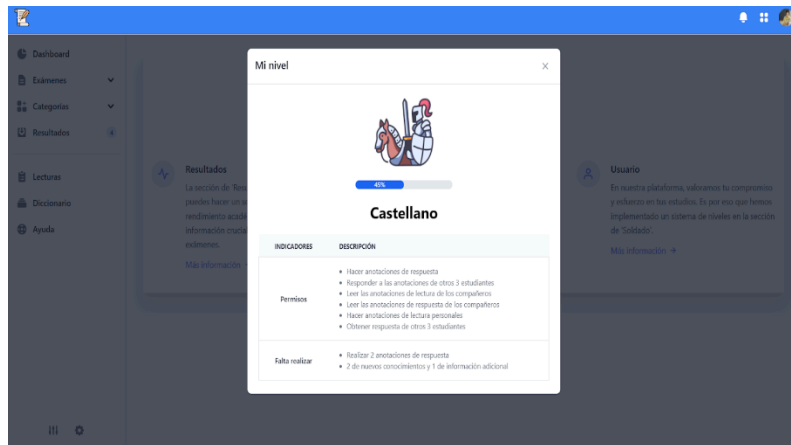 Dashboard
Exámenes
Categorías
Resultados 4
Lecturas
Diccionario
Ayuda
Resultados
La sección de 'Res
puedes hacer un s
rendimiento acadé
información crucia
exámenes.
Más información
Usuario
En nuestra plataforma, valoramos tu compromiso
y esfuerzo en tus estudios. Es por eso que hemos
implementado un sistema de niveles en la sección
de 'Soldado'.
Más información →
Mi nivel
45%
Castellano
INDICADORES DESCRIPCIÓN
Permisos
• Hacer anotaciones de respuesta
• Responder a las anotaciones de otros 3 estudiantes
• Leer las anotaciones de lectura de los compañeros
• Leer las anotaciones de respuesta de los compañeros
• Hacer anotaciones de lectura personales
• Obtener respuesta de otros 3 estudiantes
Falta realizar
• Realizar 2 anotaciones de respuesta
• 2 de nuevos conocimientos y 1 de información adicional